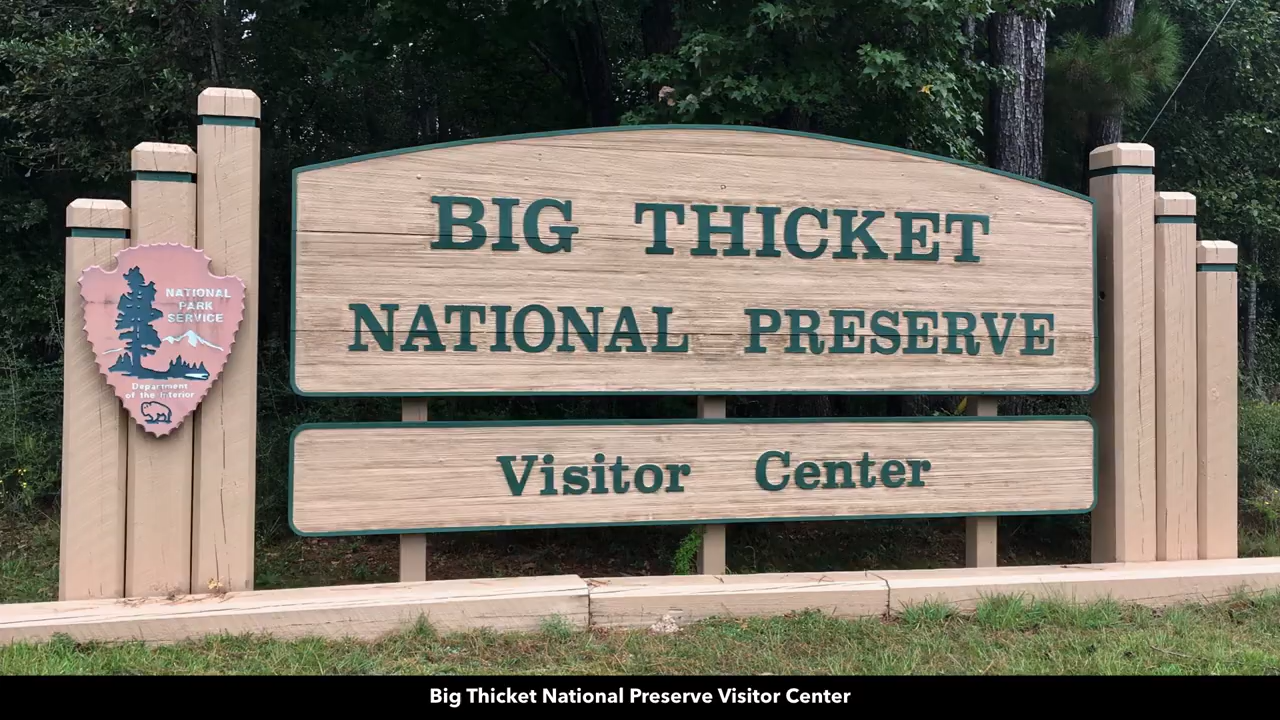 BIG THICKET
NATIONAL PRESERVE
Visitor Center
NATIONAL
PARK
SERVICE
Department
of the Interior
Big Thicket National Preserve Visitor Center